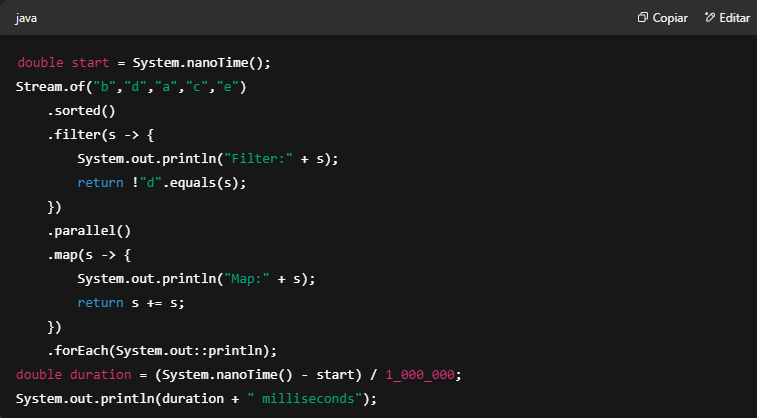 java
Copiar
Editar
double start = System.nanoTime();
Stream.of("b","d","a","c","e")
    .sorted()
    .filter(s -> {
        System.out.println("Filter:" + s);
        return !"d".equals(s);
    })
    .parallel()
    .map(s -> {
        System.out.println("Map:" + s);
        return s += s;
    })
    .forEach(System.out::println);
double duration = (System.nanoTime() - start) / 1_000_000;
System.out.println(duration + " milliseconds");